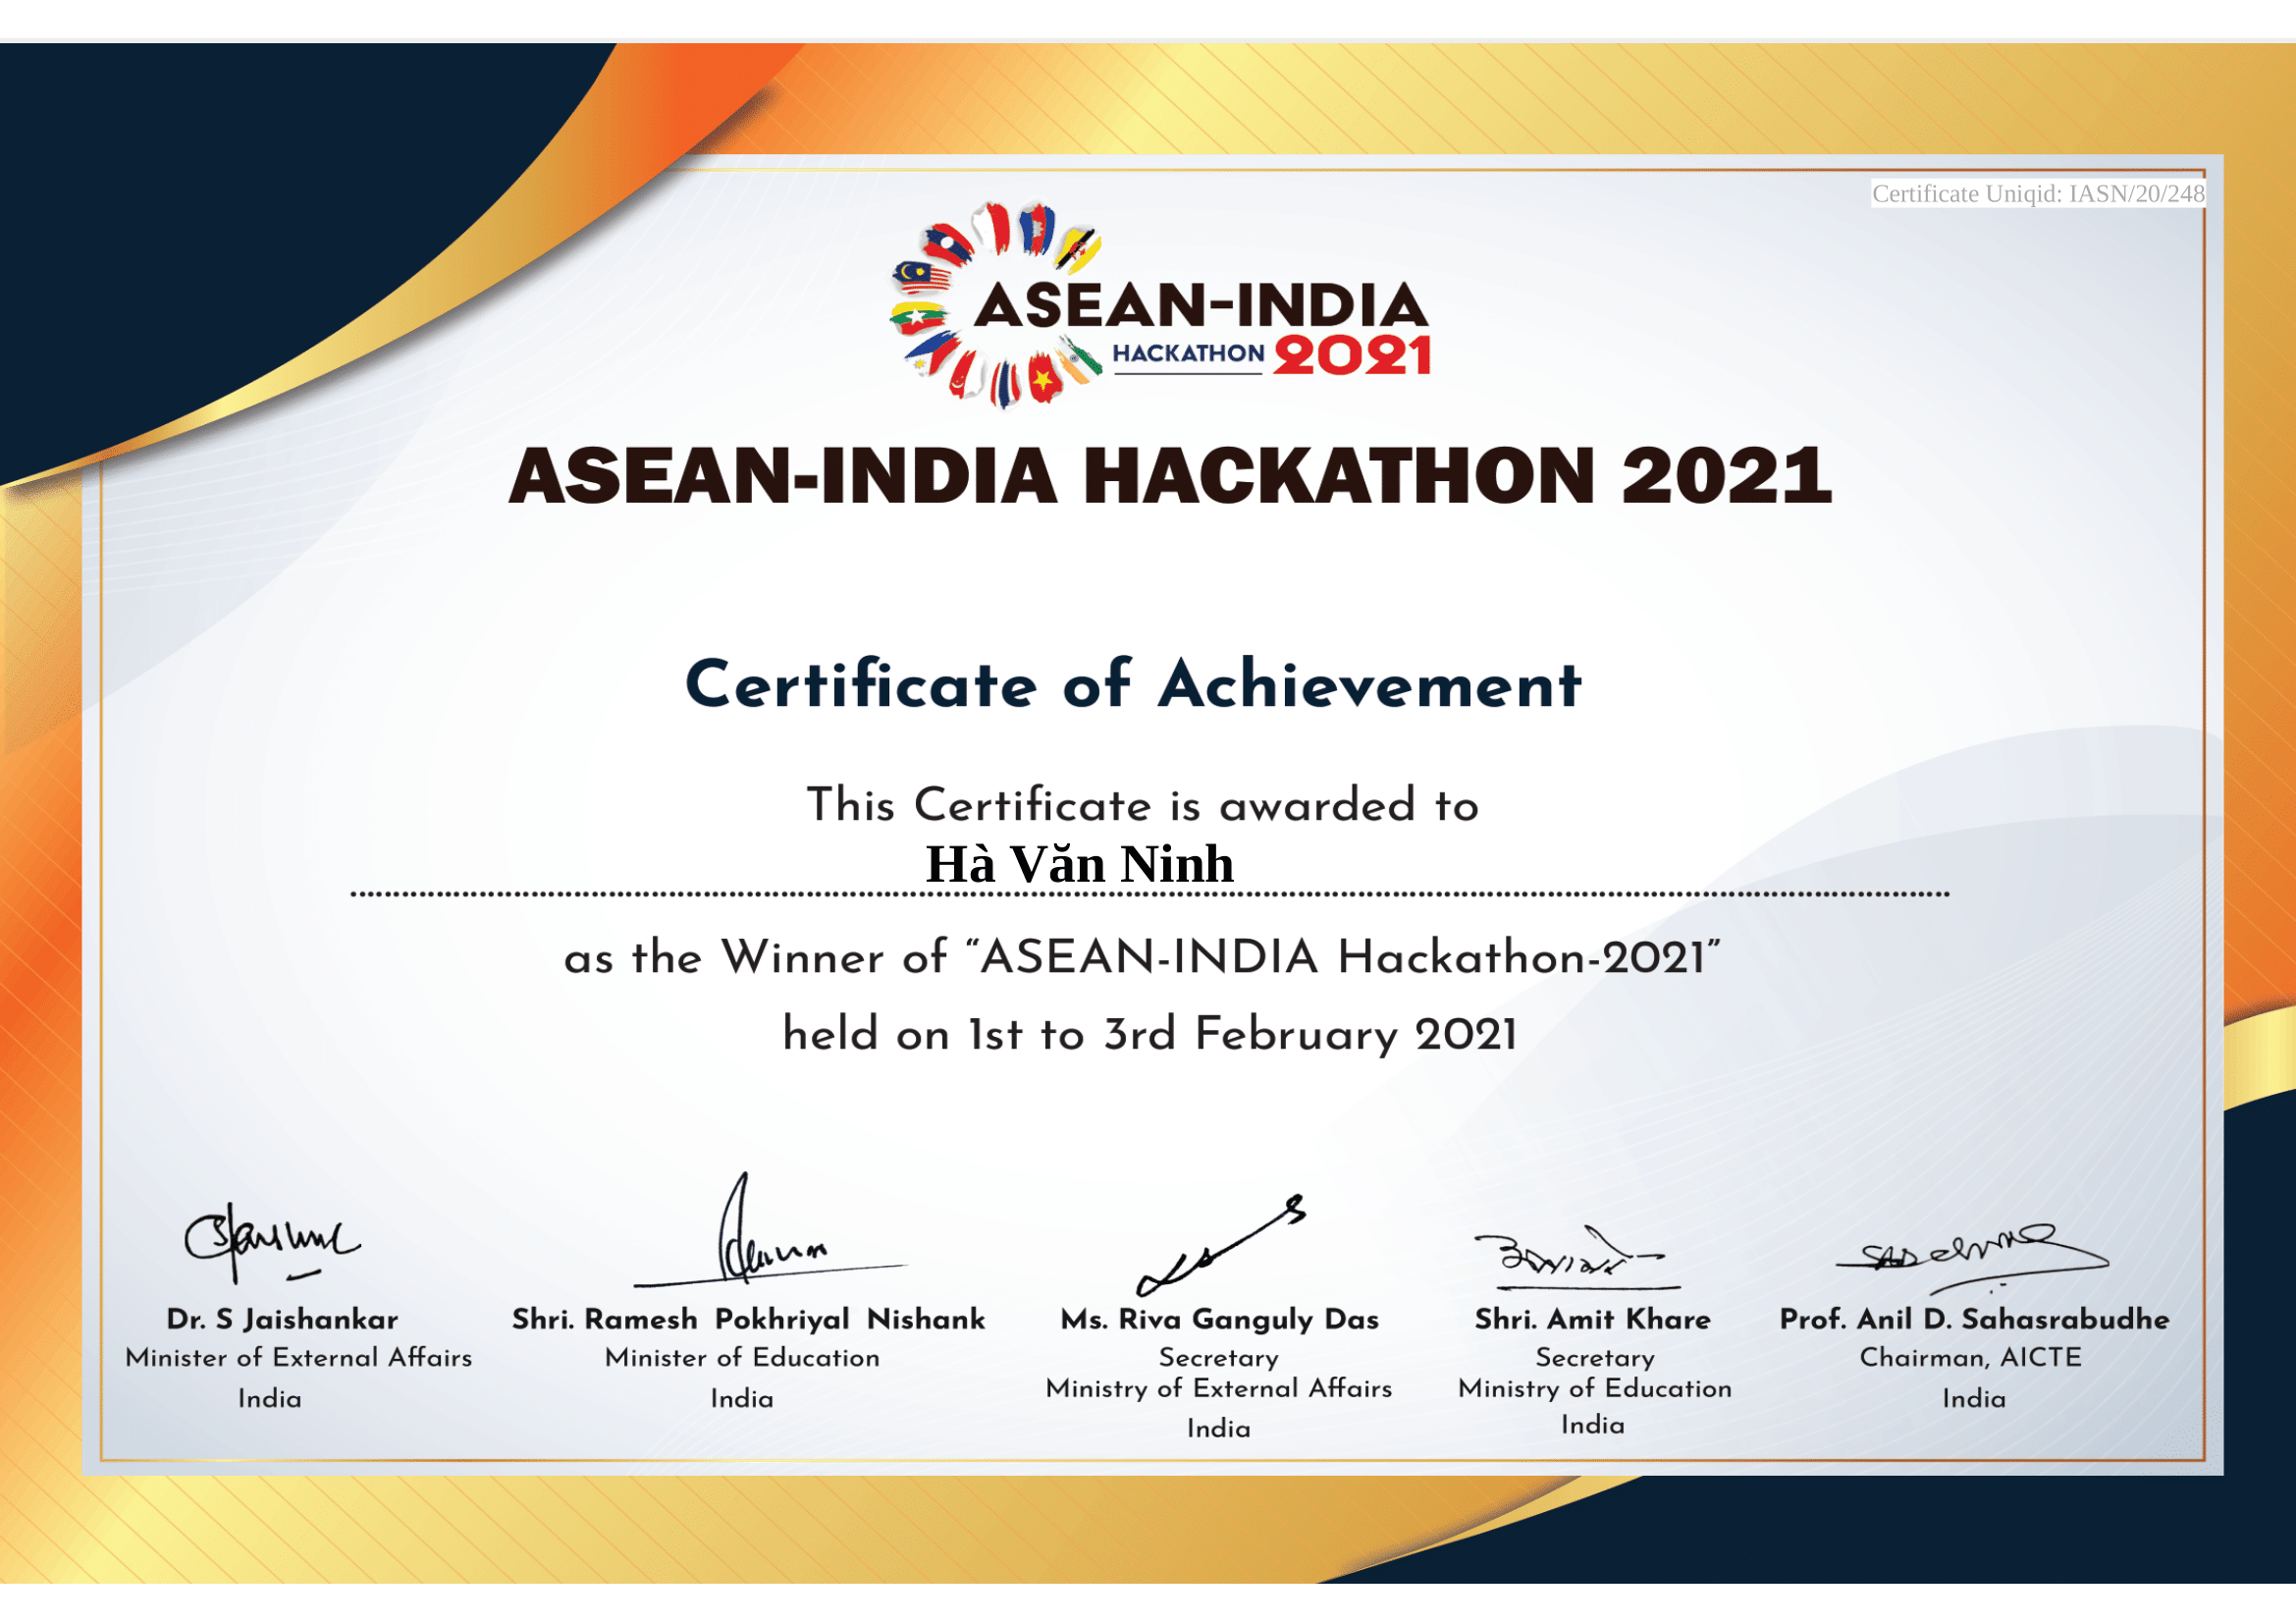 Certificate Uniqid: IASN/20/248
ASEAN-INDIA
HACKATHON 2021
ASEAN-INDIA HACKATHON 2021
Certificate of Achievement
This Certificate is awarded to
Hà Văn Ninh
as the Winner of “ASEAN-INDIA Hackathon-2021”
held on 1st to 3rd February 2021
Dr. S Jaishankar
Minister of External Affairs
India
Shri. Ramesh Pokhriyal Nishank
Minister of Education
India
Ms. Riva Ganguly Das
Secretary
Ministry of External Affairs
India
Shri. Amit Khare
Secretary
Ministry of Education
India
Prof. Anil D. Sahasrabudhe
Chairman, AICTE
India